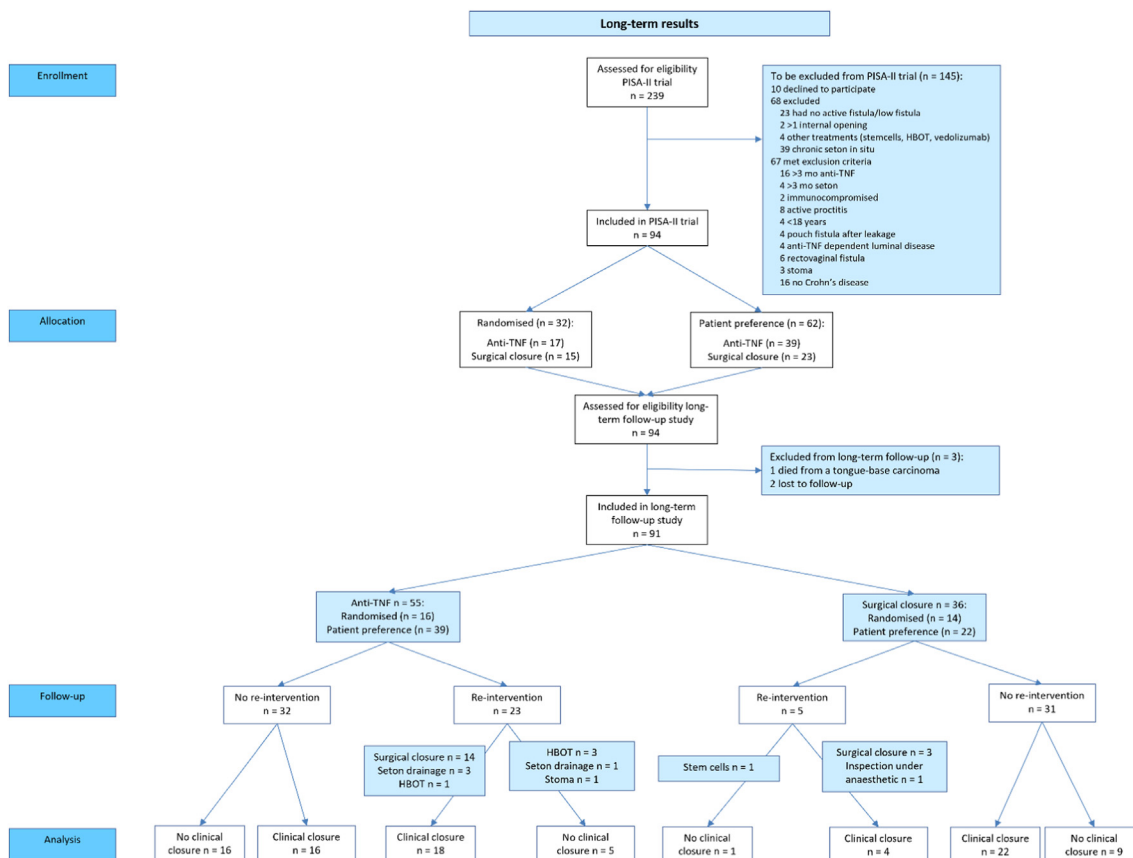 Long-term results
Enrollment
Assessed for eligibility
PISA-II trial
n = 239
To be excluded from PISA-II trial (n = 145):
10 declined to participate
68 excluded
23 had no active fistula/low fistula
2 >1 internal opening
4 other treatments (stemcells, HBOT, vedolizumab)
39 chronic seton in situ
67 met exclusion criteria
16 >3 mo anti-TNF
4 >3 mo seton
2 immunocompromised
8 active proctitis
4 <18 years
4 pouch fistula after leakage
4 anti-TNF dependent luminal disease
6 rectovaginal fistula
3 stoma
16 no Crohn's disease
Included in PISA-II trial
n = 94
Allocation
Randomised (n = 32):
Anti-TNF (n = 17)
Surgical closure (n = 15)
Patient preference (n = 62):
Anti-TNF (n = 39)
Surgical closure (n = 23)
Assessed for eligibility long-
term follow-up study
n = 94
Excluded from long-term follow-up (n = 3):
1 died from a tongue-base carcinoma
2 lost to follow-up
Included in long-term
follow-up study
n = 91
Anti-TNF n = 55:
Randomised (n = 16)
Patient preference (n = 39)
Surgical closure n = 36:
Randomised (n = 14)
Patient preference (n = 22)
Follow-up
No re-intervention
n = 32
Re-intervention
n = 23
Re-intervention
n = 5
No re-intervention
n = 31
Surgical closure n = 14
Seton drainage n = 3
HBOT n = 1
HBOT n = 3
Seton drainage n = 1
Stoma n = 1
Stem cells n = 1
Surgical closure n = 3
Inspection under
anaesthetic n = 1
Analysis
No clinical
closure n = 16
Clinical closure
n = 16
Clinical closure
n = 18
No clinical
closure n = 5
No clinical
closure n = 1
Clinical closure
n = 4
Clinical closure
n = 22
No clinical
closure n = 9